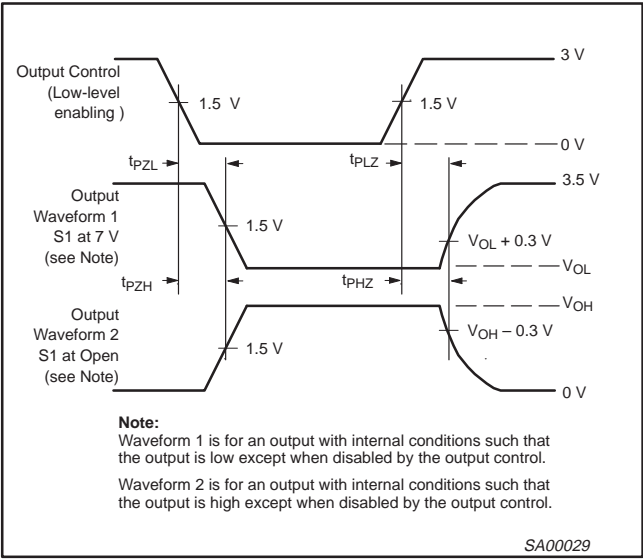 3 V
Output Control
(Low-level
enabling )
1.5 V
1.5 V
0 V
tPZL
tPLZ
3.5 V
Output
Waveform 1
S1 at 7 V
(see Note)
1.5 V
VOL + 0.3 V
VOL
tPZH
tPHZ
VOH
Output
Waveform 2
S1 at Open
(see Note)
1.5 V
VOH – 0.3 V
0 V
Note:
Waveform 1 is for an output with internal conditions such that
the output is low except when disabled by the output control.
Waveform 2 is for an output with internal conditions such that
the output is high except when disabled by the output control.
SA00029